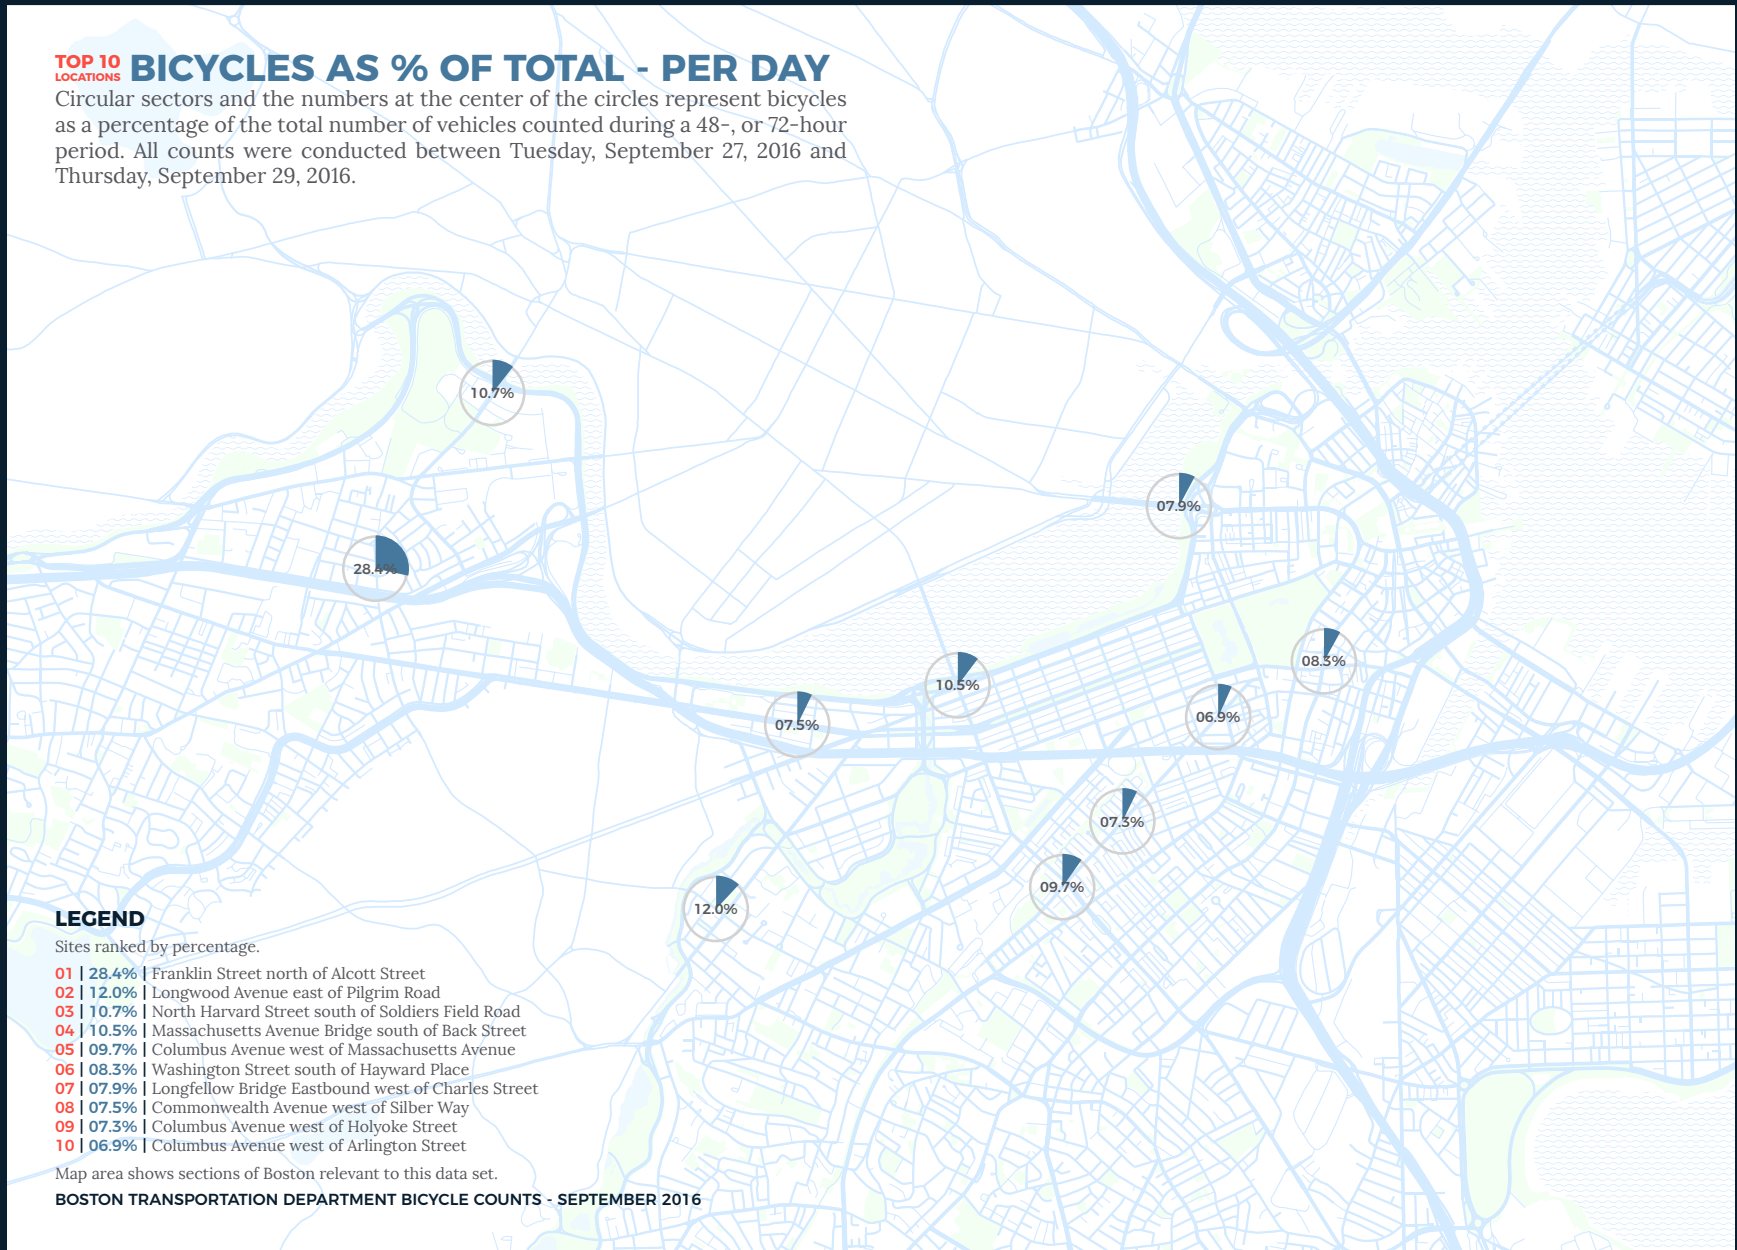 TOP 10
LOCATIONS
BICYCLES AS % OF TOTAL - PER DAY
Circular sectors and the numbers at the center of the circles represent bicycles
as a percentage of the total number of vehicles counted during a 48-, or 72-hour
period. All counts were conducted between Tuesday, September 27, 2016 and
Thursday, September 29, 2016.
10.7%
07.9%
28.4%
08.3%
10.5%
06.9%
07.5%
07.3%
09.7%
12.0%
LEGEND
Sites ranked by percentage.
01 | 28.4% | Franklin Street north of Alcott Street
02 | 12.0% | Longwood Avenue east of Pilgrim Road
03 | 10.7% | North Harvard Street south of Soldiers Field Road
04 | 10.5% | Massachusetts Avenue Bridge south of Back Street
05 | 09.7% | Columbus Avenue west of Massachusetts Avenue
06 | 08.3% | Washington Street south of Hayward Place
07 | 07.9% | Longfellow Bridge Eastbound west of Charles Street
08 | 07.5% | Commonwealth Avenue west of Silber Way
09 | 07.3% | Columbus Avenue west of Holyoke Street
10 | 06.9% | Columbus Avenue west of Arlington Street
Map area shows sections of Boston relevant to this data set.
BOSTON TRANSPORTATION DEPARTMENT BICYCLE COUNTS - SEPTEMBER 2016